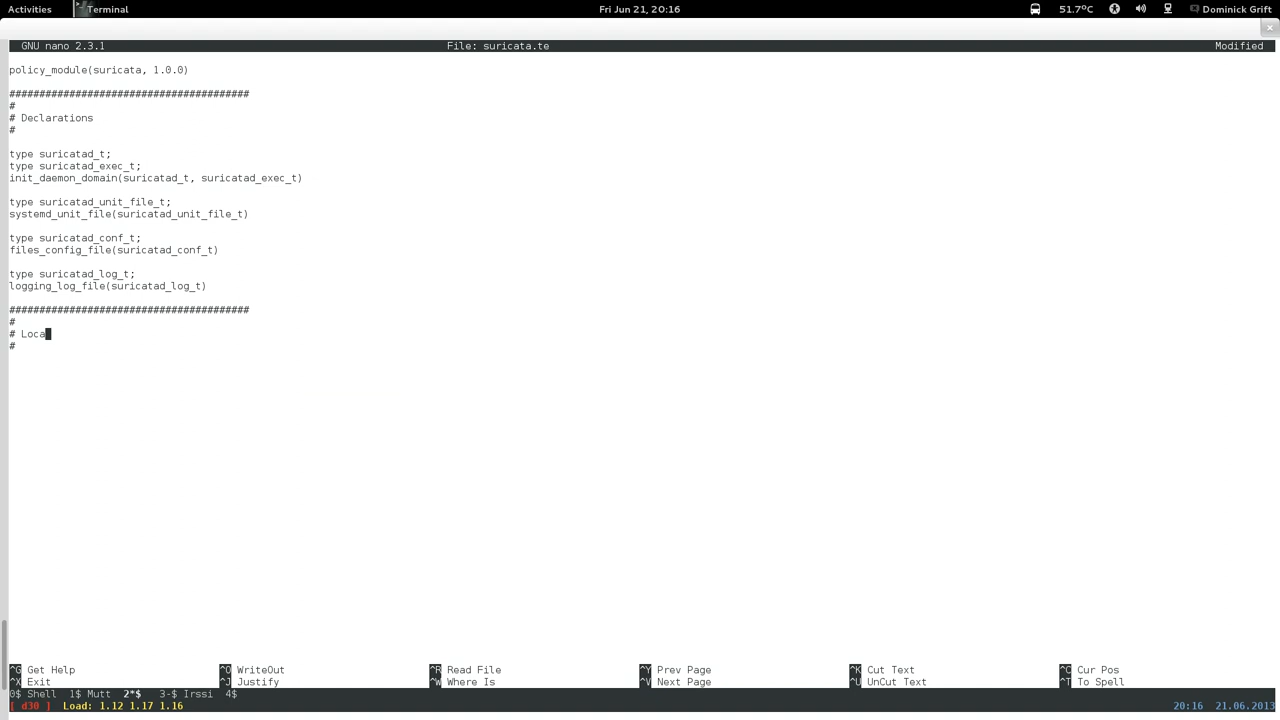 Activities Terminal Fri Jun 21, 20:16 51.7°C Dominick Grift
GNU nano 2.3.1 File: suricata.te Modified
policy_module(suricata, 1.0.0)
########################################
#
# Declarations
#
type suricatad_t;
type suricatad_exec_t;
init_daemon_domain(suricatad_t, suricatad_exec_t)
type suricatad_unit_file_t;
systemd_unit_file(suricatad_unit_file_t)
type suricatad_conf_t;
files_config_file(suricatad_conf_t)
type suricatad_log_t;
logging_log_file(suricatad_log_t)
########################################
#
# Loca
#
^G Get Help ^O WriteOut ^R Read File ^Y Prev Page ^K Cut Text ^C Cur Pos
^X Exit ^J Justify ^W Where Is ^V Next Page ^U UnCut Text ^T To Spell
0$ Shell 1$ Mutt 2*$ 3-$ Irssi 4$
[ d30 ] Load: 1.12 1.17 1.16 20:16 21.06.2013